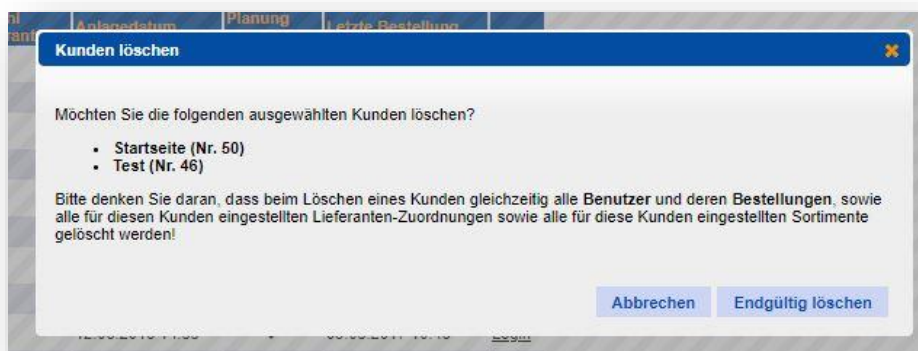 Anlagedatum
Planung
Letzte Bestellung
Kunden löschen
Möchten Sie die folgenden ausgewählten Kunden löschen?
• Startseite (Nr. 50)
• Test (Nr. 46)
Bitte denken Sie daran, dass beim Löschen eines Kunden gleichzeitig alle Benutzer und deren Bestellungen, sowie
alle für diesen Kunden eingestellten Lieferanten-Zuordnungen sowie alle für diese Kunden eingestellten Sortimente
gelöscht werden!
Abbrechen Endgültig löschen
Login